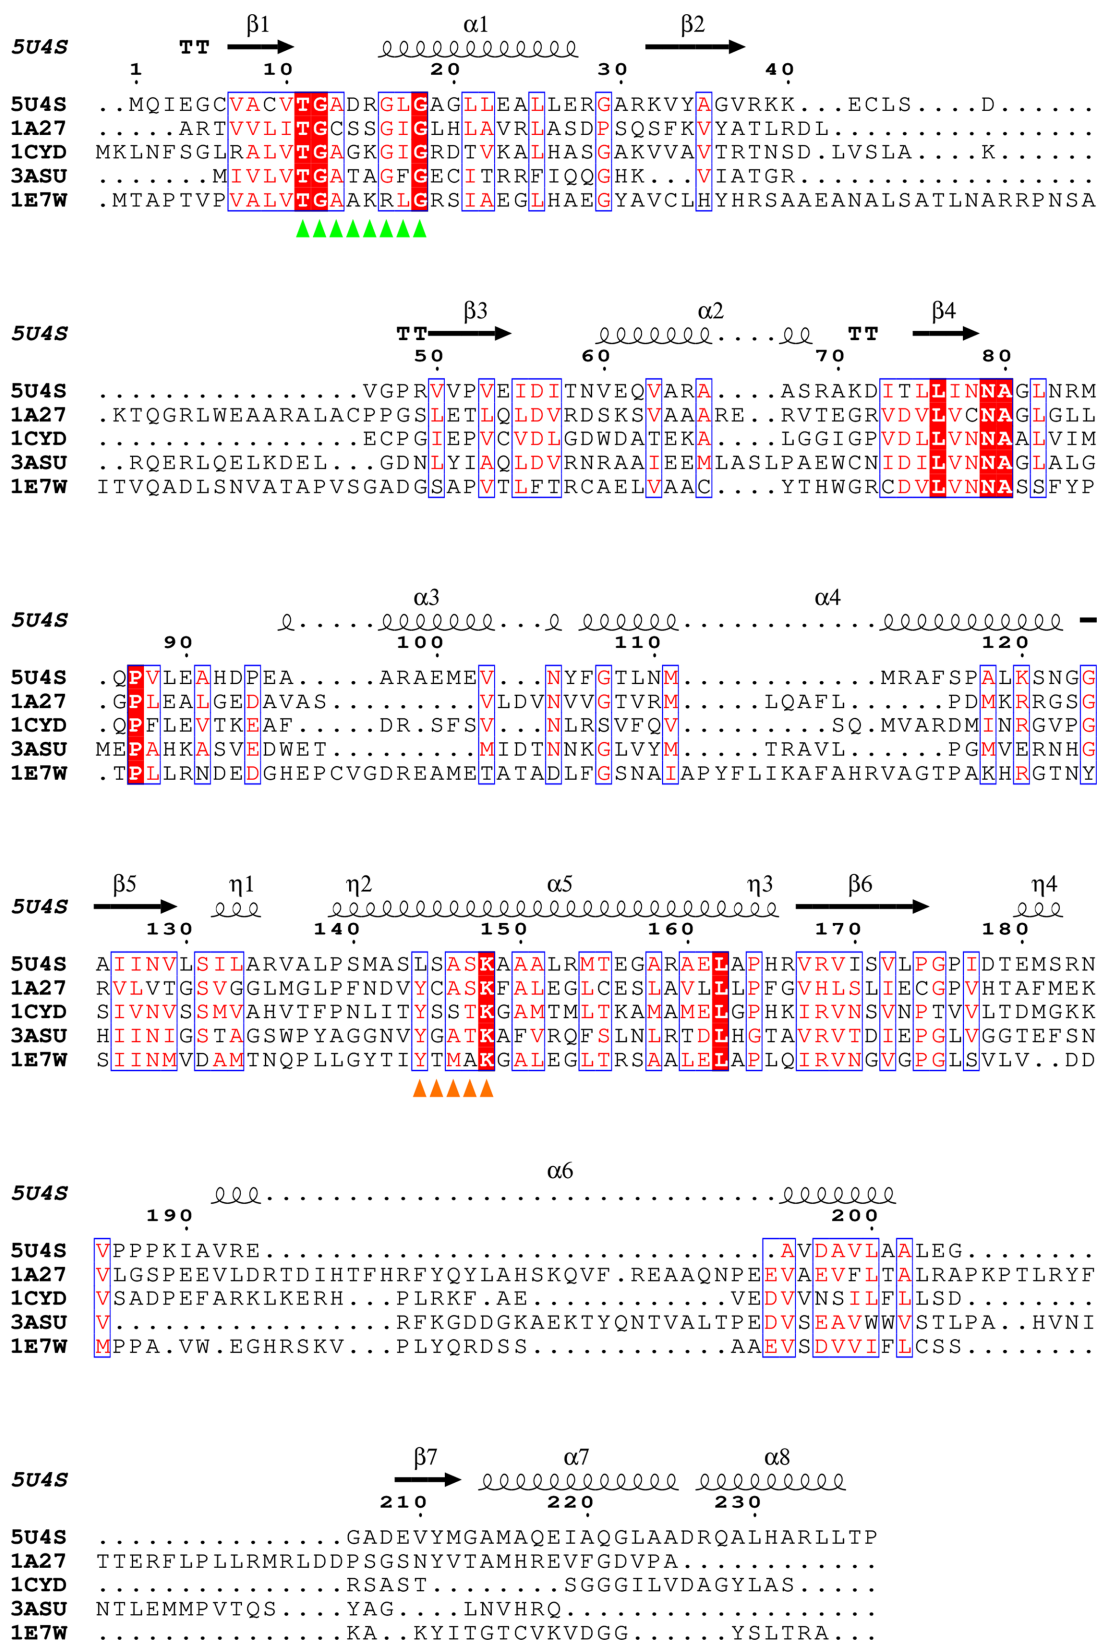 β1 α1 β2
5U4S TT
1 10 20 30 40
5U4S ..MQIEGCVACVTGADRGLGAGLLEALLERGARKVYAGVRKK...ECLS....D......
1A27 .....ARTVVLITGCSSGIGLHLAVRLASDPSQSFKVYATLRDL................
1CYD MKLNFSGLRALVTGAGKGIGRDTVKALHASGAKVVAVTRTNSD.LVSLA....K......
3ASU .......MIVLVTGATAGFGECITRRFIQQGHK...VIATGR..................
1E7W .MTAPTVPVALVTGAAKRLGRSIAEGLHAEGYAVCLHYHRSAAEANALSATLNARRPNSA
β3 α2 β4
5U4S TT .... TT
50 60 70 80
5U4S ................VGPRVVPVEIDITNVEQVARA....ASRAKDITLLINNAGLNRM
1A27 .KTQGRLWEAARALACPPGSLETLQLDVRDSKSVAAARE..RVTEGRVDVLVCNAGLGLL
1CYD ................ECPGIEPVCVDLGDWDATEKA....LGGIGPVDLLVNNAALVIM
3ASU ..RQERLQELKDEL...GDNLYIAQLDVRNRAAIEEMLASLPAEWCNIDILVNNAGLALG
1E7W ITVQADLSNVATAPVSGADGSAPVTLFTRCAELVAAC....YTHWGRCDVLVNNASSFYP
α3 α4
5U4S ..... ... ............
90 100 110 120
5U4S .QPVLEAHDPEA.....ARAEMEV...NYFGTLNM............MRAFSPALKSNGG
1A27 .GPLEALGEDAVAS.......VLDVNVVGTVRM.....LQAFL.....PDMKRRGSG
1CYD .QPFLEVTKEAF.....DR.SFSV...NLRSVFQV.........SQ.MVARDMINRGVPG
3ASU MEPAHKASVEDWET.........MIDTNNKGLVYM.....TRAVL......PGMVERNHG
1E7W .TPLLRNDEDGHEPCVGDREAMETATADLFGSNAIAPYFLIKAFAHRVAGTPAKHRGTNY
β5 η1 η2 α5 η3 β6 η4
5U4S
130 140 150 160 170 180
5U4S AIINVLSILARVALPSMASLSASKAAALRMTEGARAELAPHRVRVISVLPGPIDTEMSRN
1A27 RVLVTGSVGGLMGLPFNDVYCASKFALEGLCESLAVLLLPFGVHLSLIECGPVHTAFMEK
1CYD SIVNVSSMVAHVTFPNLITYSSTKGAMTMLTKAMAMELGPHKIRVNSVNPTVVLTDMGKK
3ASU HIINIGSTAGSWPYAGGNVYGATKAFVRQFSLNLRTDLHGTAVRVTDIEPGLVGGTEFSN
1E7W SIINMVDAMTNQPLLGYTIYTMAKGALEGLTRSAALELAPLQIRVNGVGPGLSVLV..DD
α6
5U4S ...............................
190 200
5U4S VPPPKIAVRE...............................AVDAVLAALEG........
1A27 VLGSPEEVLDRTDIHTFHRFYQYLAHSKQVF.REAAQNPEEVAEVFLTALRAPKPTLRYF
1CYD VSADPEFARKLKERH...PLRKF.AE............VEDVVNSILFLLSD........
3ASU V.................RFKGDDGKAEKTYQNTVALTPEDVSEAVWWVSTLPA..HVNI
1E7W MPPA.VW.EGHRSKV...PLYQRDSS............AAEVSDVVIFLCSS........
β7 α7 α8
5U4S
210 220 230
5U4S ...............GADEVYMGAMAQEIAQGLAADRQALHARLLTP
1A27 TTERFLPLLRMRLDDPSGSNYVTAMHREVFGDVPA............
1CYD ...............RSAST........SGGGILVDAGYLAS.....
3ASU NTLEMMPVTQS....YAG....LNVHRQ...................
1E7W ...............KA..KYITGTCVKVDGG......YSLTRA...